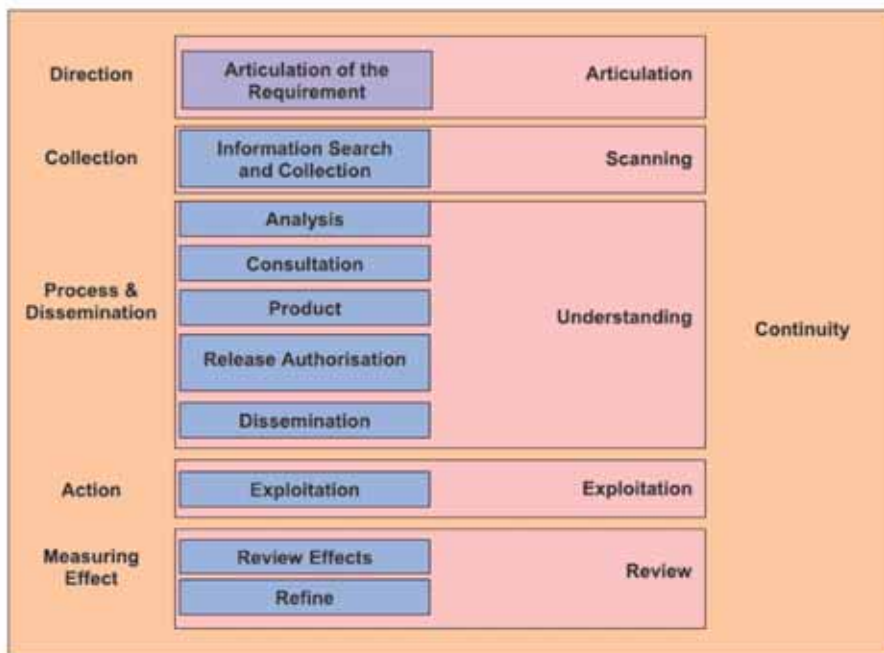 Direction
Articulation of the
Requirement
Articulation
Collection
Information Search
and Collection
Scanning
Process &
Dissemination
Analysis
Consultation
Product
Release Authorisation
Dissemination
Understanding
Continuity
Action
Exploitation
Exploitation
Measuring
Effect
Review Effects
Refine
Review